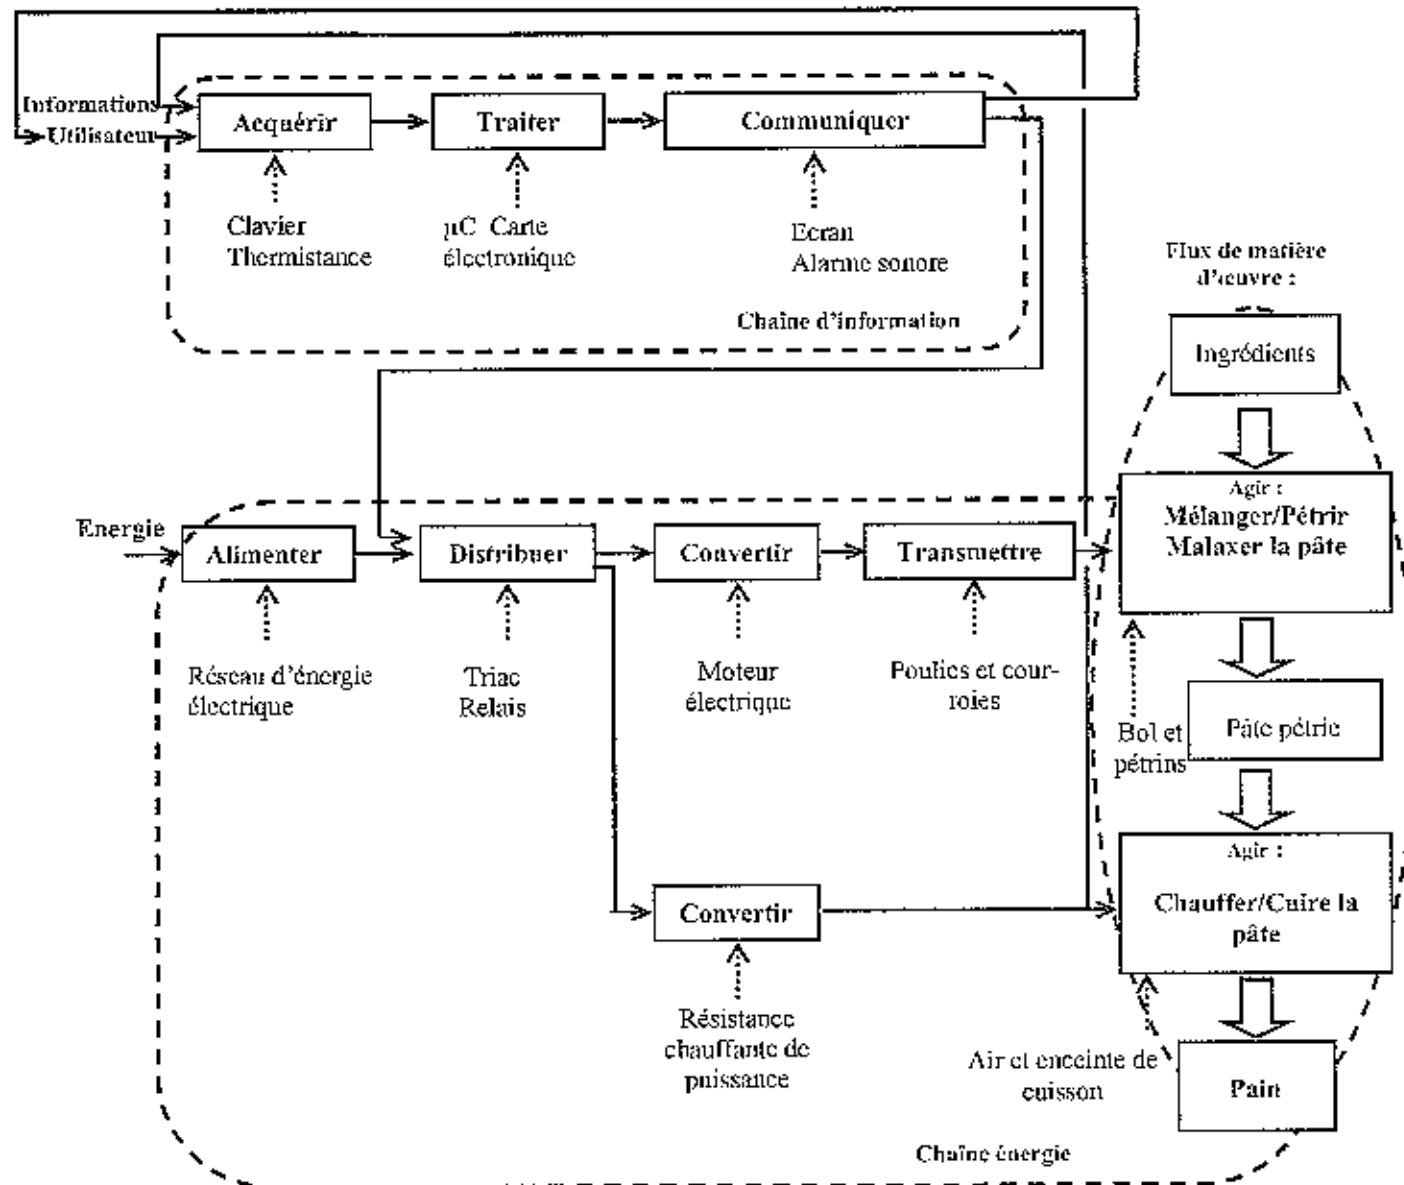 Informations
Utilisateur
Acquérir
Traiter
Communiquer
Clavier
Thermistance
µC Carte
électronique
Ecran
Alarme sonore
Chaîne d'information
Flux de matière
d'œuvre :
Ingrédients
Agir :
Mélanger/Pétrir
Malaxer la pâte
Energie
Alimenter
Distribuer
Convertir
Transmettre
Réseau d'énergie
électrique
Triac
Relais
Moteur
électrique
Poulies et cour-
roies
Bol et
pétrins
Pâte pétrie
Agir :
Chauffer/Cuire la
pâte
Convertir
Résistance
chauffante de
puissance
Air et enceinte de
cuisson
Pain
Chaîne énergie